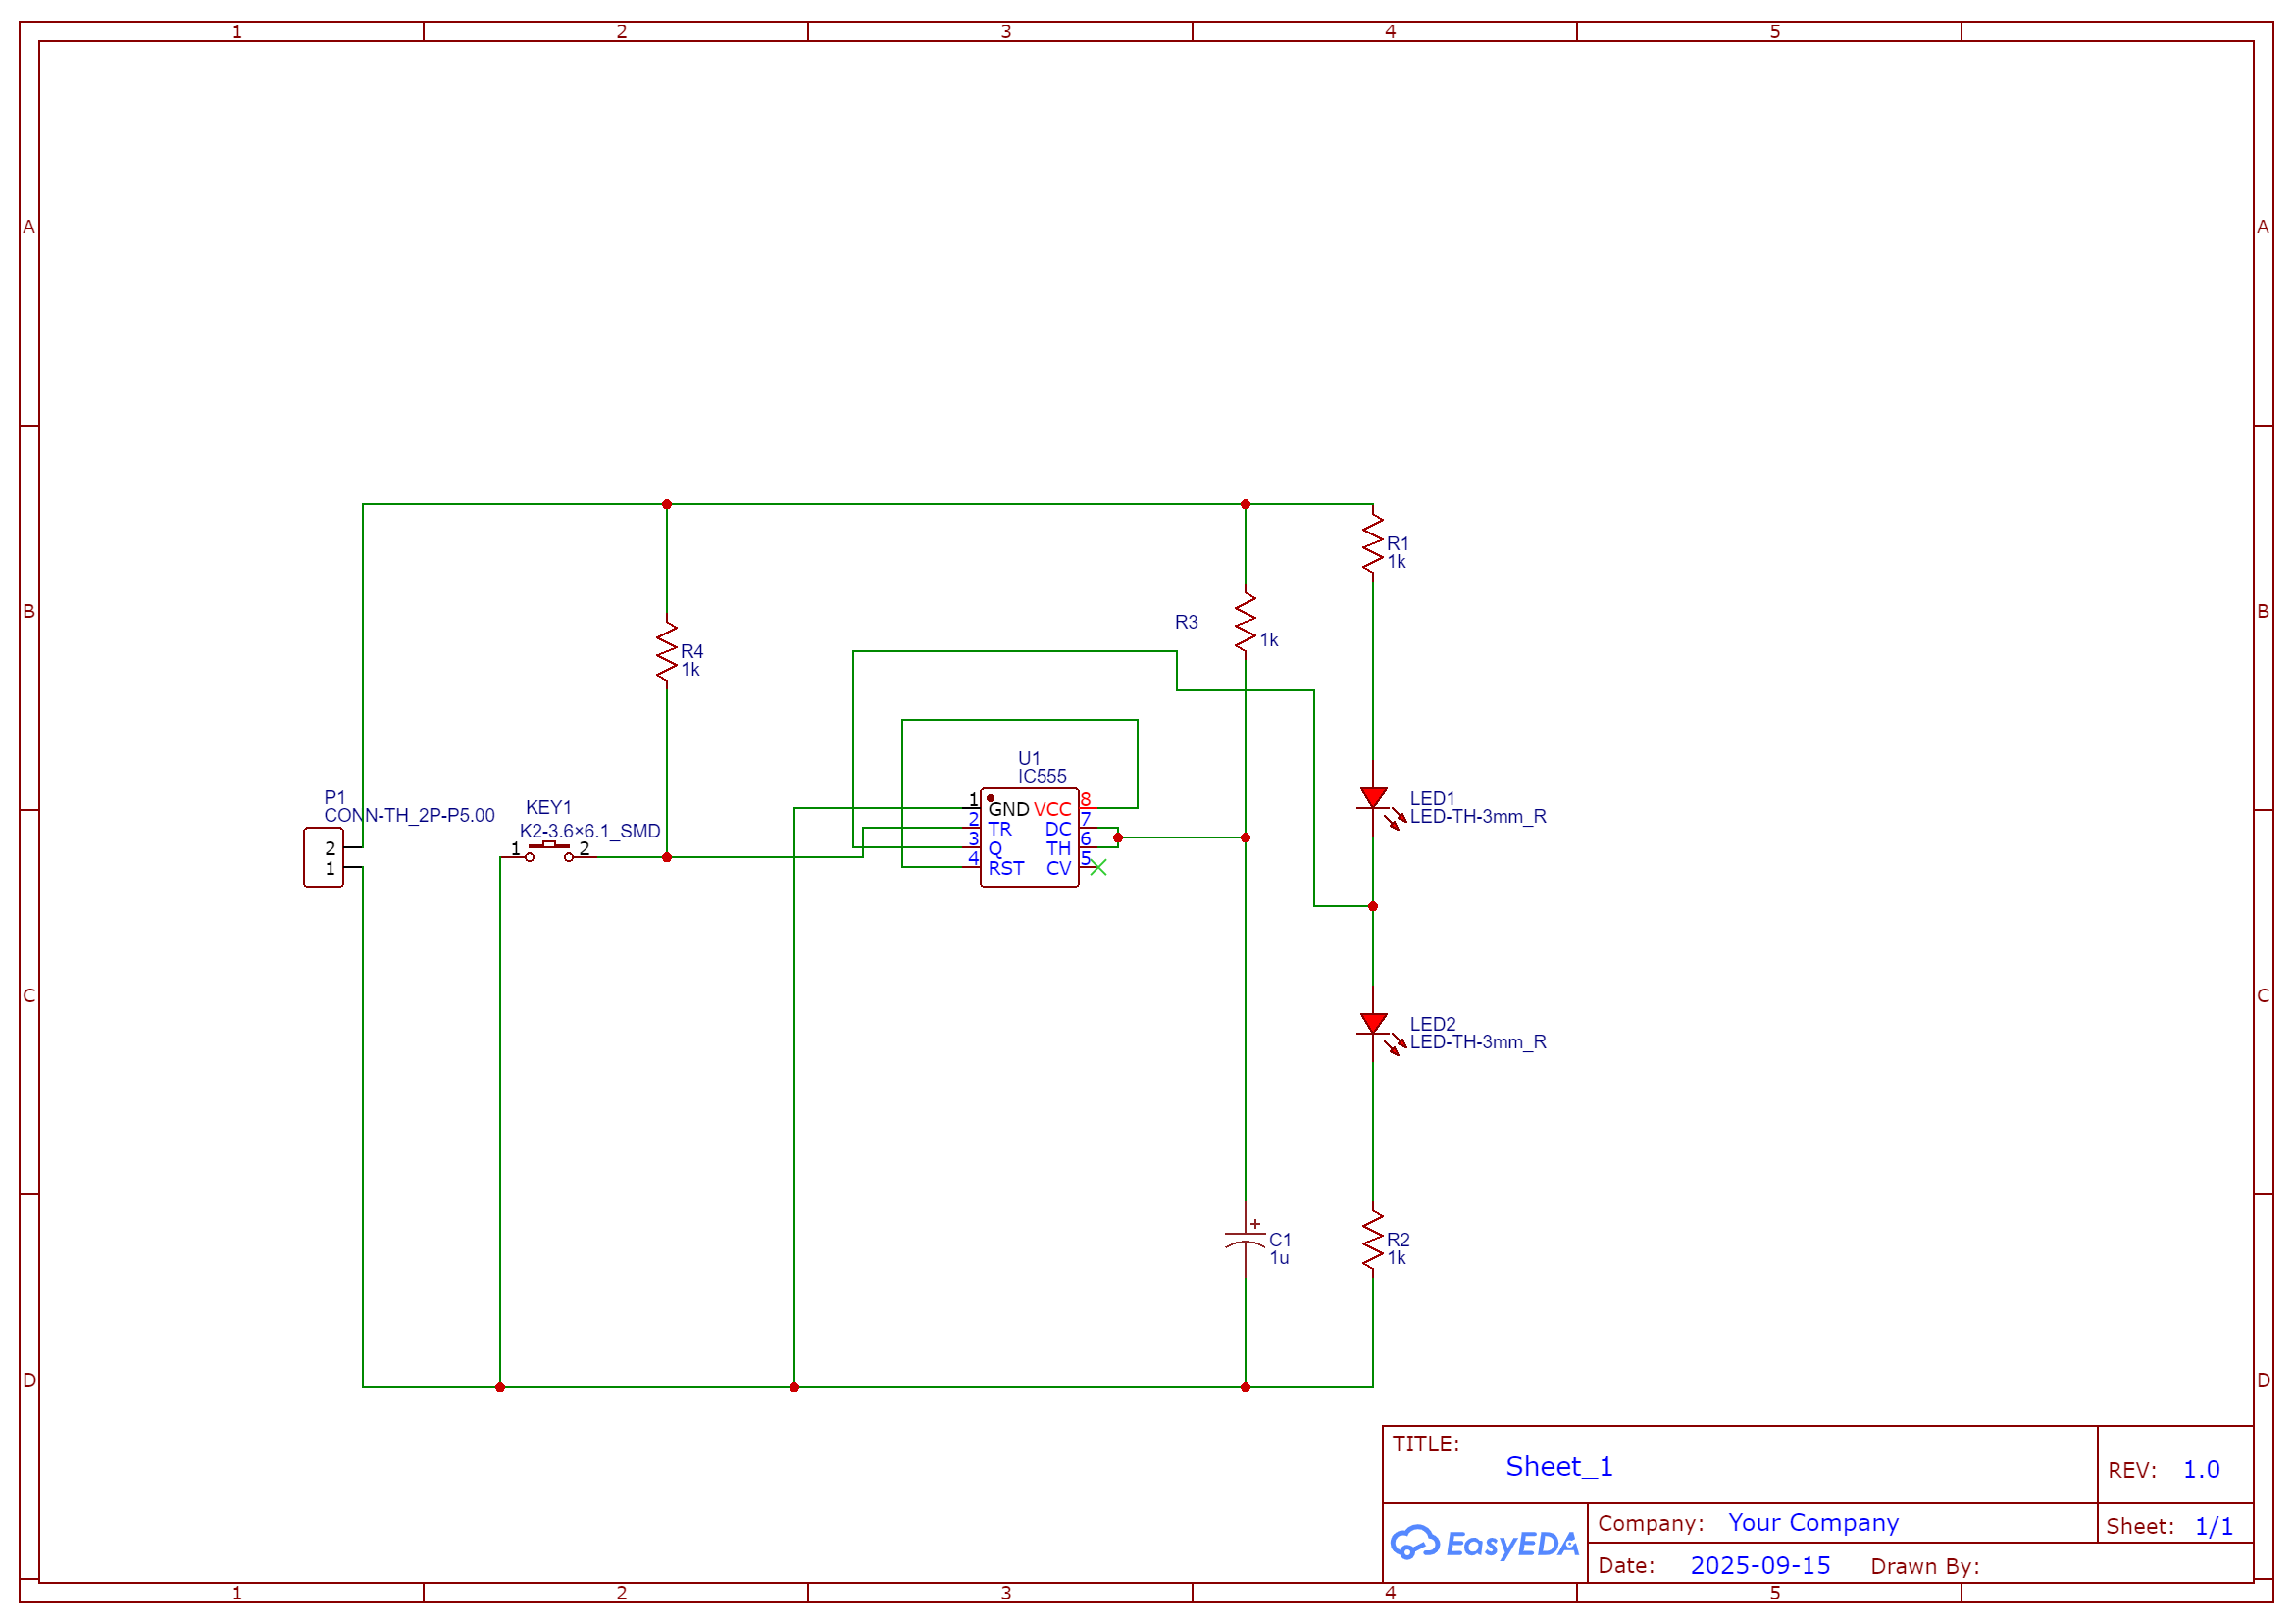 1 2 3 4 5
A A
B B
C C
D D
R1
1k
R3
1k
R4
1k
U1
IC555
1 GND VCC 8
2 TR DC 7
3 Q TH 6
4 RST CV 5
P1
CONN-TH_2P-P5.00
2
1
KEY1
K2-3.6×6.1_SMD
1 2
LED1
LED-TH-3mm_R
LED2
LED-TH-3mm_R
+
C1
1u
R2
1k
TITLE:
Sheet_1
REV: 1.0
EasyEDA
Company: Your Company
Sheet: 1/1
Date: 2025-09-15 Drawn By:
1 2 3 4 5